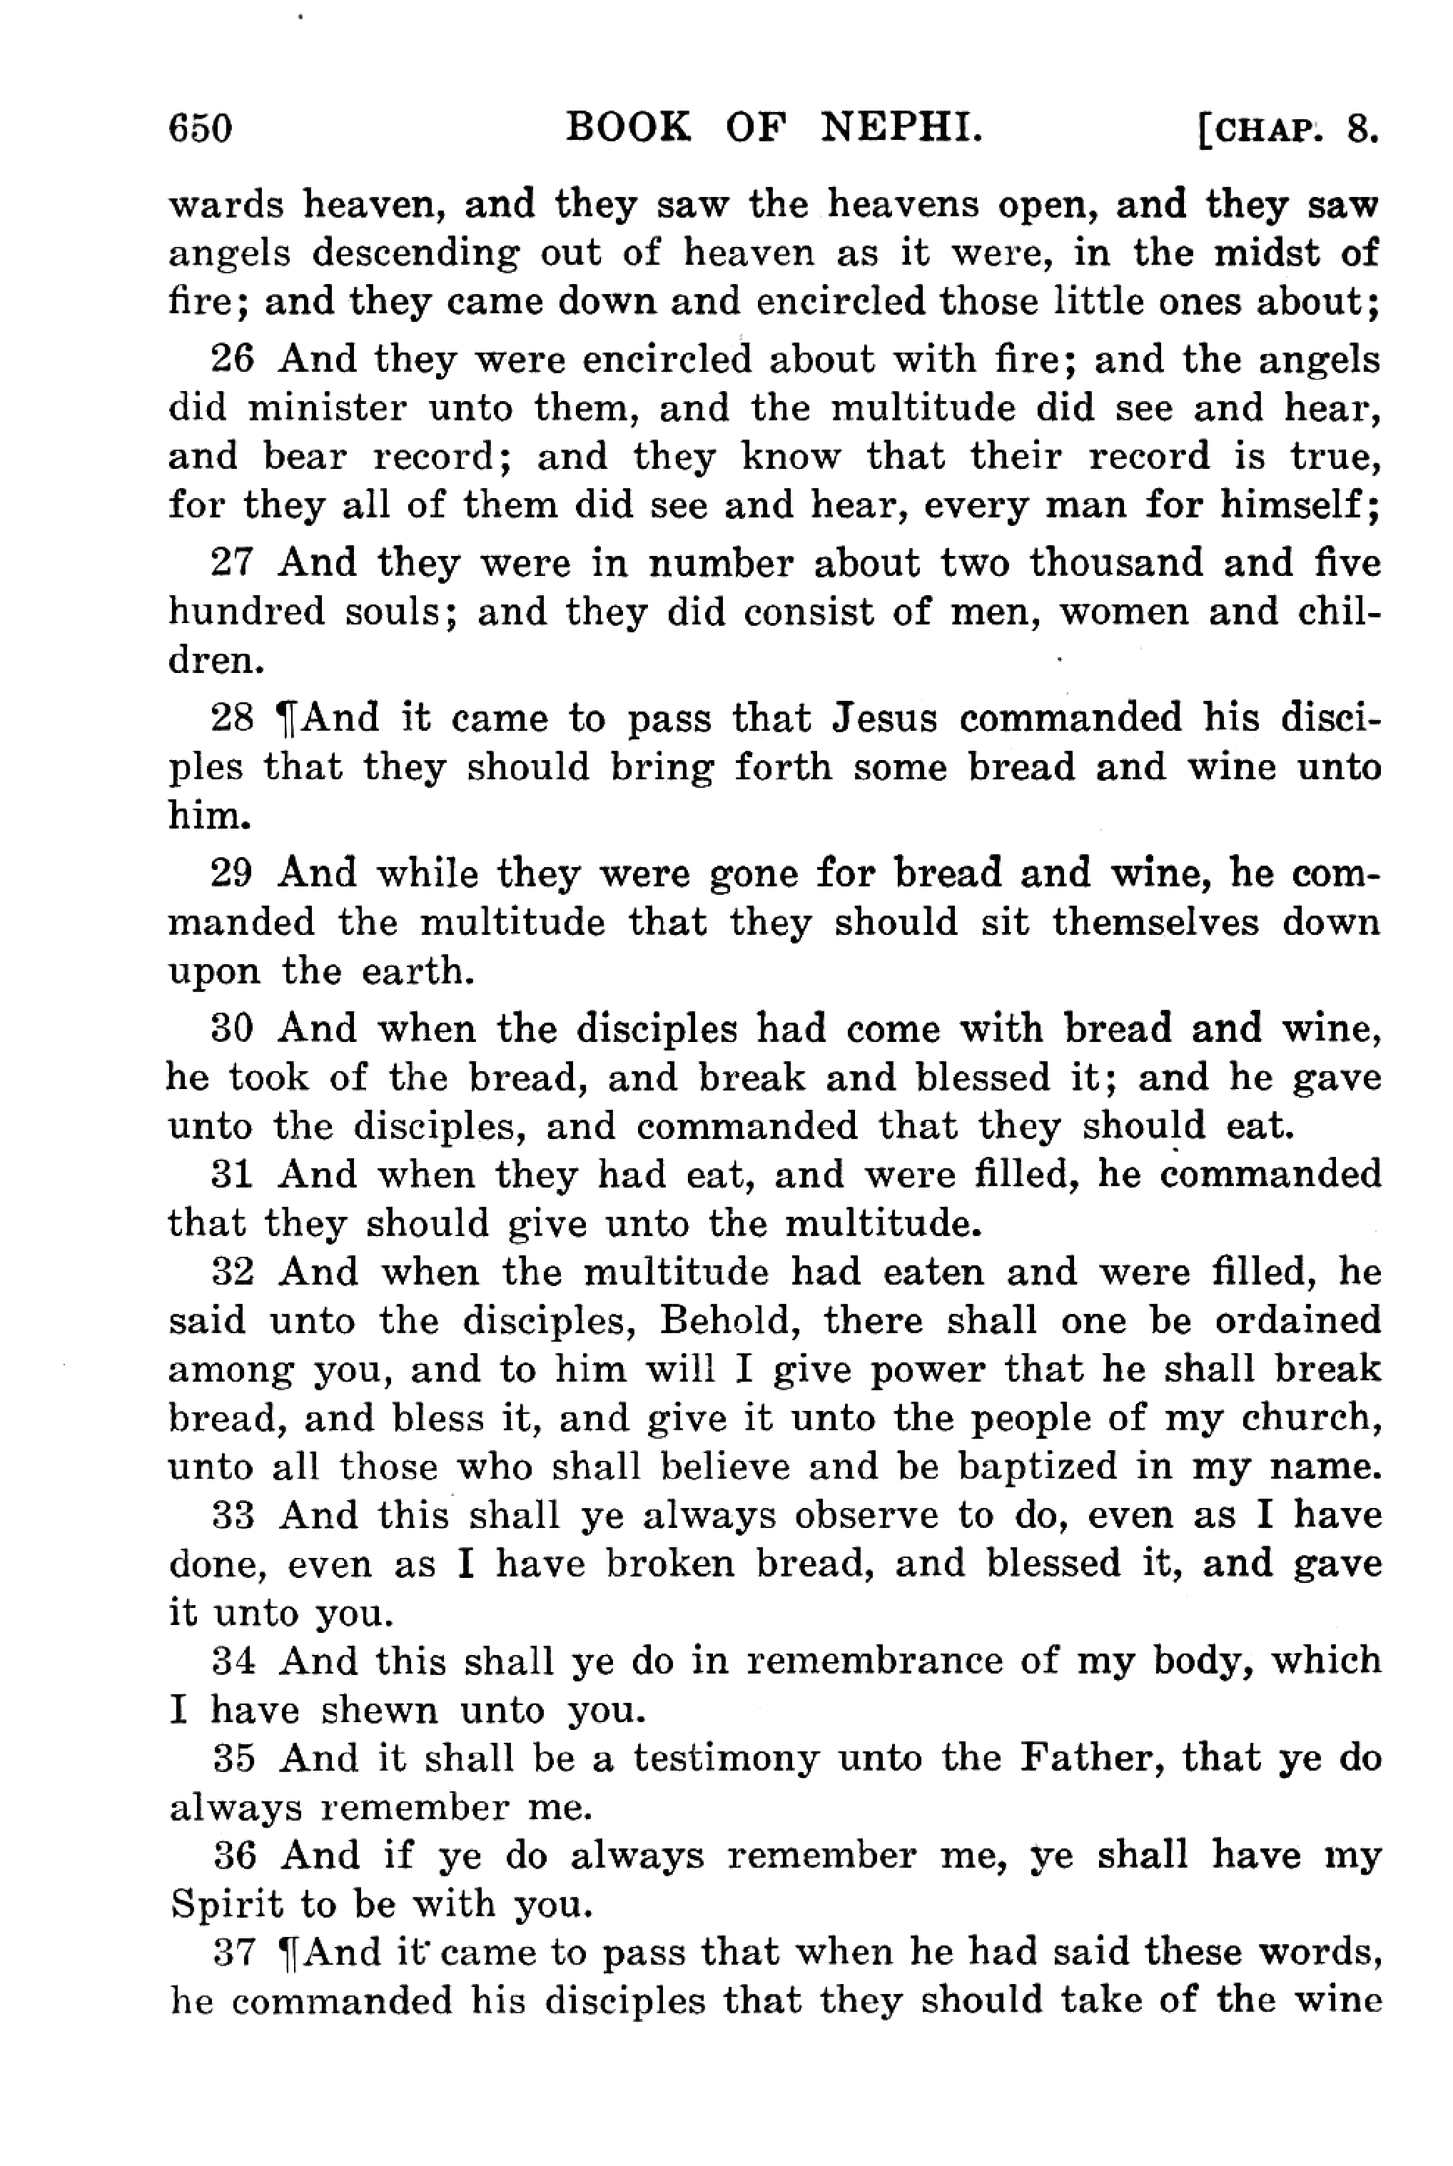 650 BOOK OF NEPHI. [CHAP. 8.
wards heaven, and they saw the heavens open, and they saw
angels descending out of heaven as it were, in the midst of
fire; and they came down and encircled those little ones about;
26 And they were encircled about with fire; and the angels
did minister unto them, and the multitude did see and hear,
and bear record; and they know that their record is true,
for they all of them did see and hear, every man for himself;
27 And they were in number about two thousand and five
hundred souls; and they did consist of men, women and chil-
dren.
28 ¶And it came to pass that Jesus commanded his disci-
ples that they should bring forth some bread and wine unto
him.
29 And while they were gone for bread and wine, he com-
manded the multitude that they should sit themselves down
upon the earth.
30 And when the disciples had come with bread and wine,
he took of the bread, and break and blessed it; and he gave
unto the disciples, and commanded that they should eat.
31 And when they had eat, and were filled, he commanded
that they should give unto the multitude.
32 And when the multitude had eaten and were filled, he
said unto the disciples, Behold, there shall one be ordained
among you, and to him will I give power that he shall break
bread, and bless it, and give it unto the people of my church,
unto all those who shall believe and be baptized in my name.
33 And this shall ye always observe to do, even as I have
done, even as I have broken bread, and blessed it, and gave
it unto you.
34 And this shall ye do in remembrance of my body, which
I have shewn unto you.
35 And it shall be a testimony unto the Father, that ye do
always remember me.
36 And if ye do always remember me, ye shall have my
Spirit to be with you.
37 ¶And it came to pass that when he had said these words,
he commanded his disciples that they should take of the wine